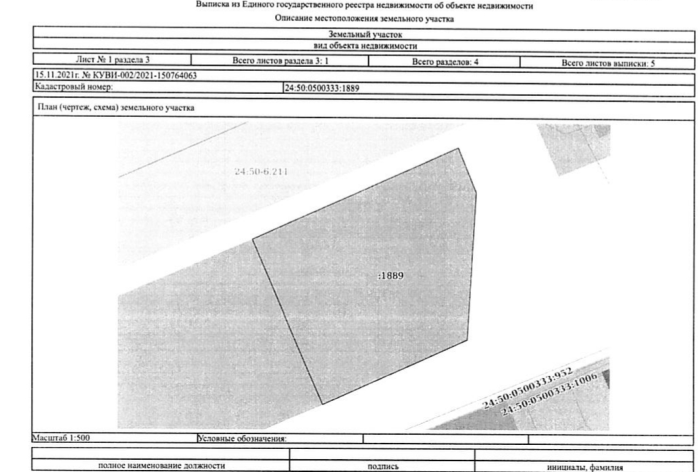 Выписка из Единого государственного реестра недвижимости об объекте недвижимости
Описание местоположения земельного участка
Земельный участок
вид объекта недвижимости
Лист № 1 раздела 3 Всего листов раздела 3: 1 Всего разделов: 4 Всего листов выписки: 5
15.11.2021г. № КУВИ-002/2021-150764063
Кадастровый номер: 24:50:0500333:1889
План (чертеж, схема) земельного участка
24:50-6.211
:1889
24:50:0500333:952
24:50:0500333:1006
Масштаб 1:500 Условные обозначения:
полное наименование должности подпись инициалы, фамилия